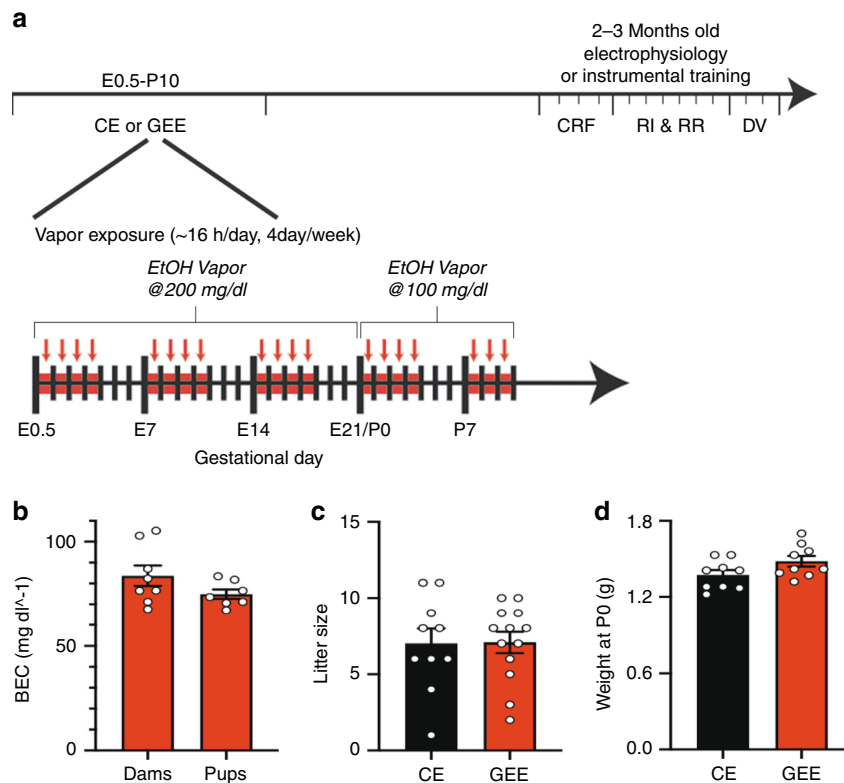 a
2–3 Months old
electrophysiology
or instrumental training
E0.5-P10
CE or GEE
CRF
RI & RR
DV
Vapor exposure (~16 h/day, 4day/week)
EtOH Vapor
@200 mg/dl
EtOH Vapor
@100 mg/dl
E0.5
E7
E14
E21/P0
P7
Gestational day
b
BEC (mg dl^-1)
100
50
0
Dams
Pups
c
Litter size
15
10
5
0
CE
GEE
d
Weight at P0 (g)
1.8
1.2
0.6
0.0
CE
GEE